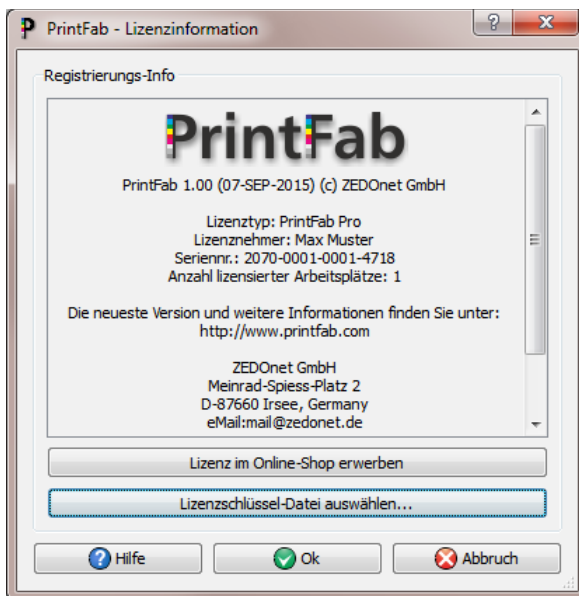 PrintFab - Lizenzinformation
Registrierungs-Info
PrintFab
PrintFab 1.00 (07-SEP-2015) (c) ZEDOnet GmbH
Lizenztyp: PrintFab Pro
Lizenznehmer: Max Muster
Seriennr.: 2070-0001-0001-4718
Anzahl lizensierter Arbeitsplätze: 1
Die neueste Version und weitere Informationen finden Sie unter:
http://www.printfab.com
ZEDOnet GmbH
Meinrad-Spiess-Platz 2
D-87660 Irsee, Germany
eMail:mail@zedonet.de
Lizenz im Online-Shop erwerben
Lizenzschlüssel-Datei auswählen...
Hilfe
Ok
Abbruch